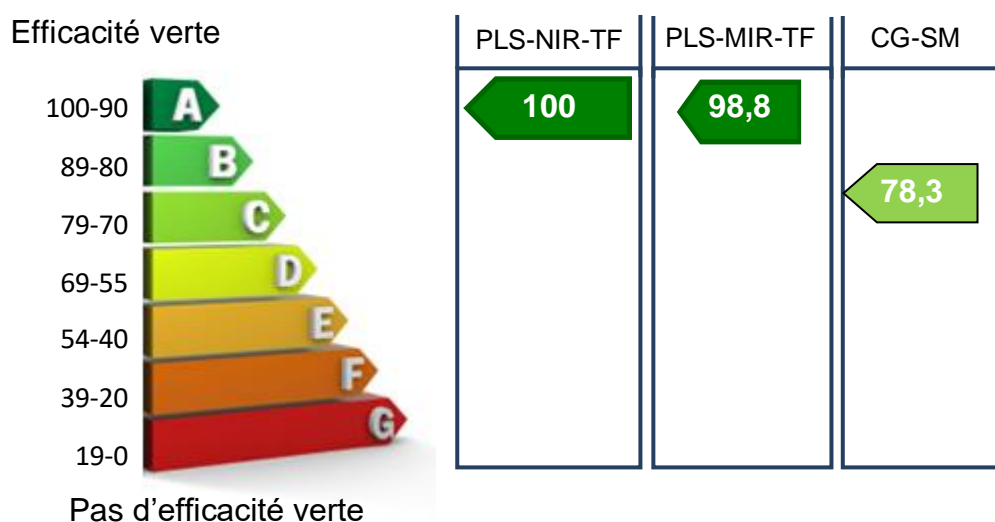 Efficacité verte
PLS-NIR-TF
PLS-MIR-TF
CG-SM
100-90
A
100
98,8
89-80
B
78,3
79-70
C
69-55
D
54-40
E
39-20
F
19-0
G
Pas d’efficacité verte